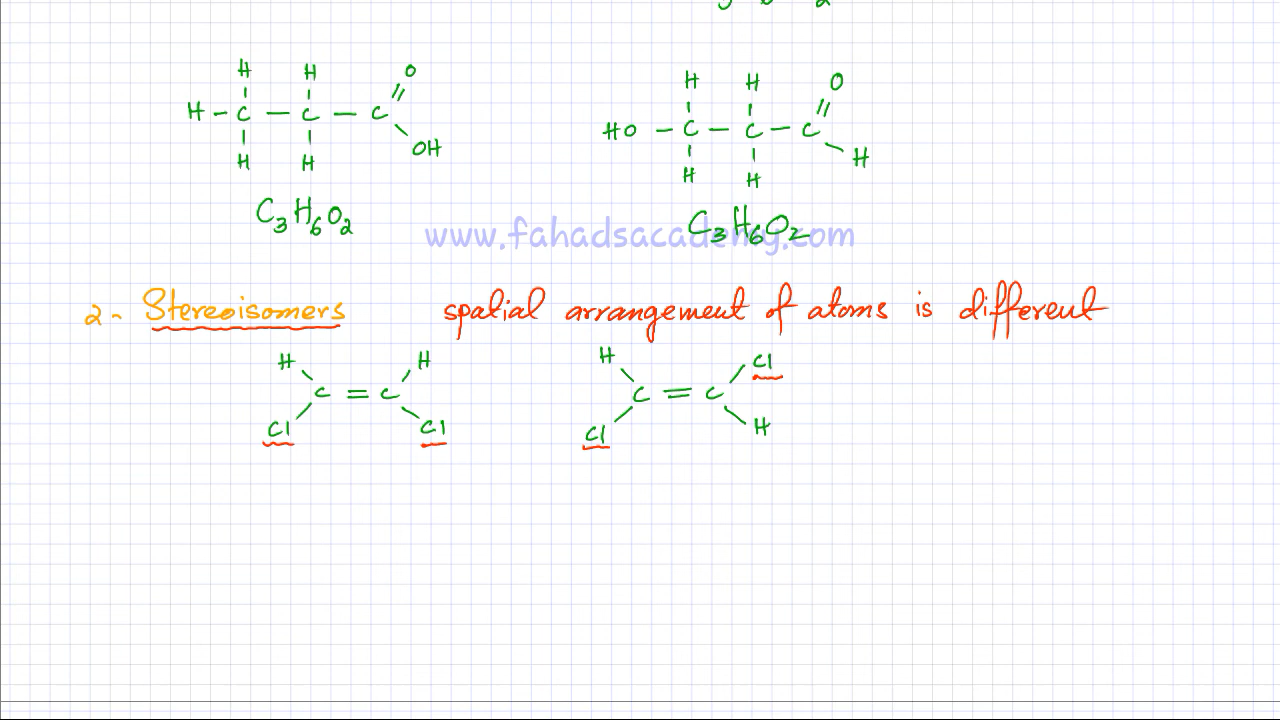 H H O
H - C - C - C
H H OH
H H O
HO - C - C - C
H H H
C3H6O2
C3H6O2
www.fahadsacademy.com
2- Stereoisomers spatial arrangement of atoms is different
H H
C = C
Cl Cl
H Cl
C = C
Cl H